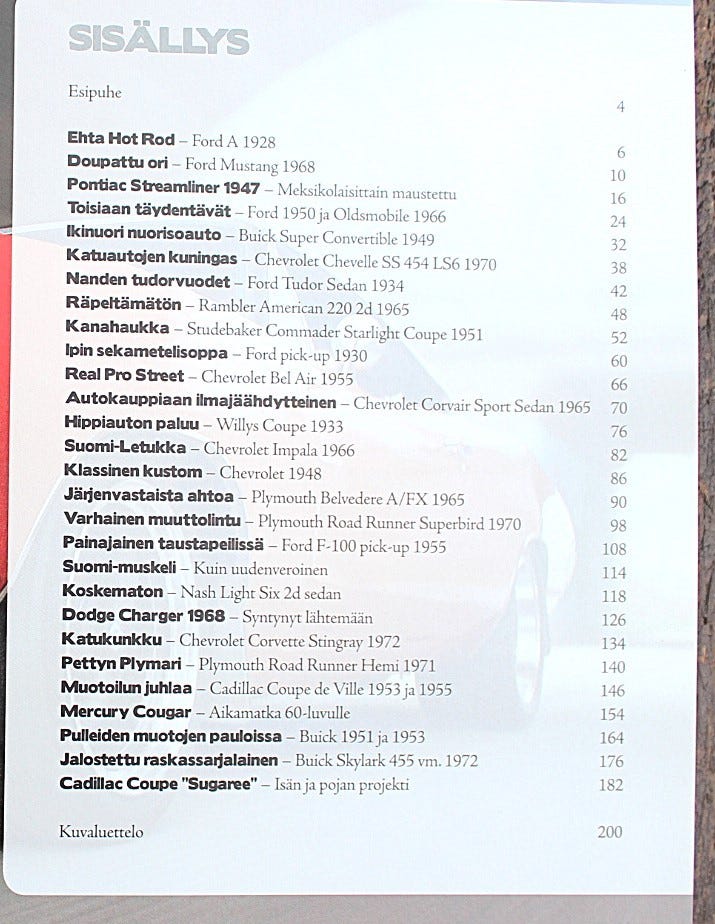 SISÄLLYS
Esipuhe 4
Ehta Hot Rod – Ford A 1928 6
Doupattu ori – Ford Mustang 1968 10
Pontiac Streamliner 1947 – Meksikolaisittain maustettu 16
Toisiaan täydentävät – Ford 1950 ja Oldsmobile 1966 24
Ikinuori nuorisoauto – Buick Super Convertible 1949 32
Katuautojen kuningas – Chevrolet Chevelle SS 454 LS6 1970 38
Nanden tudorvuodet – Ford Tudor Sedan 1934 42
Räpeltämätön – Rambler American 220 2d 1965 48
Kanahaukka – Studebaker Commader Starlight Coupe 1951 52
Ipin sekametelisoppa – Ford pick-up 1930 60
Real Pro Street – Chevrolet Bel Air 1955 66
Autokauppiaan ilmajäähdytteinen – Chevrolet Corvair Sport Sedan 1965 70
Hippiauton paluu – Willys Coupe 1933 76
Suomi-Letukka – Chevrolet Impala 1966 82
Klassinen kustom – Chevrolet 1948 86
Järjenvastaista ahtoa – Plymouth Belvedere A/FX 1965 90
Varhainen muuttolintu – Plymouth Road Runner Superbird 1970 98
Painajainen taustapeilissä – Ford F-100 pick-up 1955 108
Suomi-muskeli – Kuin uudenveroinen 114
Koskematon – Nash Light Six 2d sedan 118
Dodge Charger 1968 – Syntynyt lähtemään 126
Katukunkku – Chevrolet Corvette Stingray 1972 134
Pettyn Plymari – Plymouth Road Runner Hemi 1971 140
Muotoilun juhlaa – Cadillac Coupe de Ville 1953 ja 1955 146
Mercury Cougar – Aikamatka 60-luvulle 154
Pulleiden muotojen pauloissa – Buick 1951 ja 1953 164
Jalostettu raskassarjalainen – Buick Skylark 455 vm. 1972 176
Cadillac Coupe "Sugaree" – Isän ja pojan projekti 182
Kuvaluettelo 200